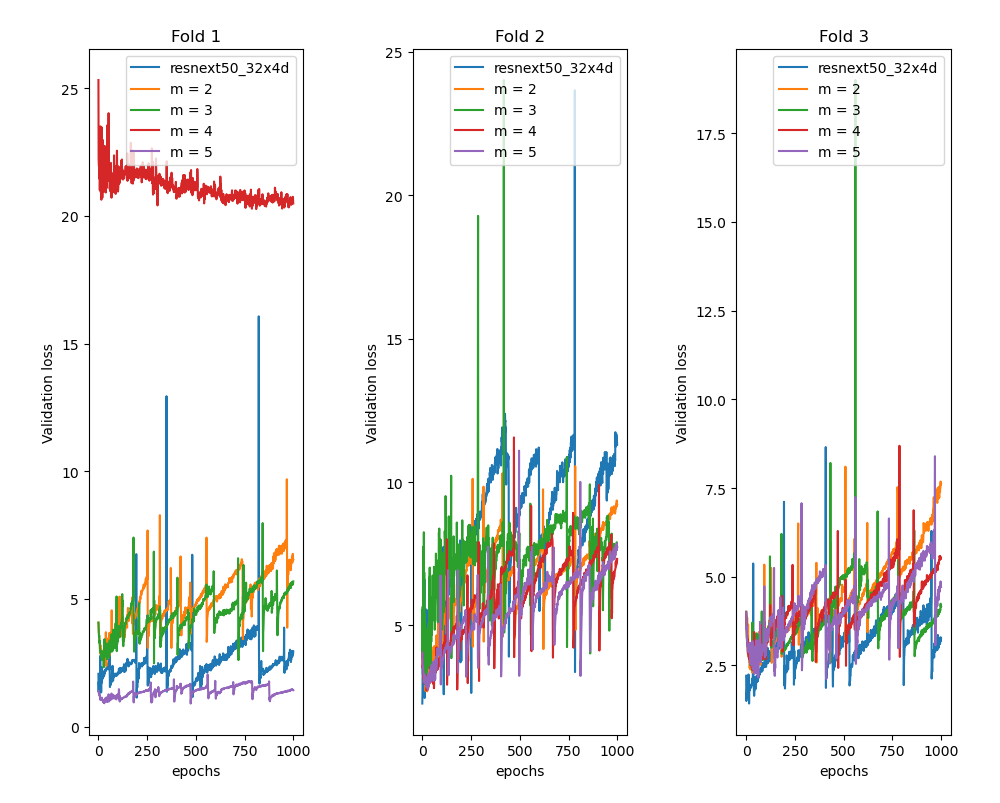 Fold 1
25
20
15
10
5
0
Validation loss
resnext50_32x4d
m = 2
m = 3
m = 4
m = 5
0 250 500 750 1000
epochs
Fold 2
25
20
15
10
5
Validation loss
resnext50_32x4d
m = 2
m = 3
m = 4
m = 5
0 250 500 750 1000
epochs
Fold 3
17.5
15.0
12.5
10.0
7.5
5.0
2.5
Validation loss
resnext50_32x4d
m = 2
m = 3
m = 4
m = 5
0 250 500 750 1000
epochs